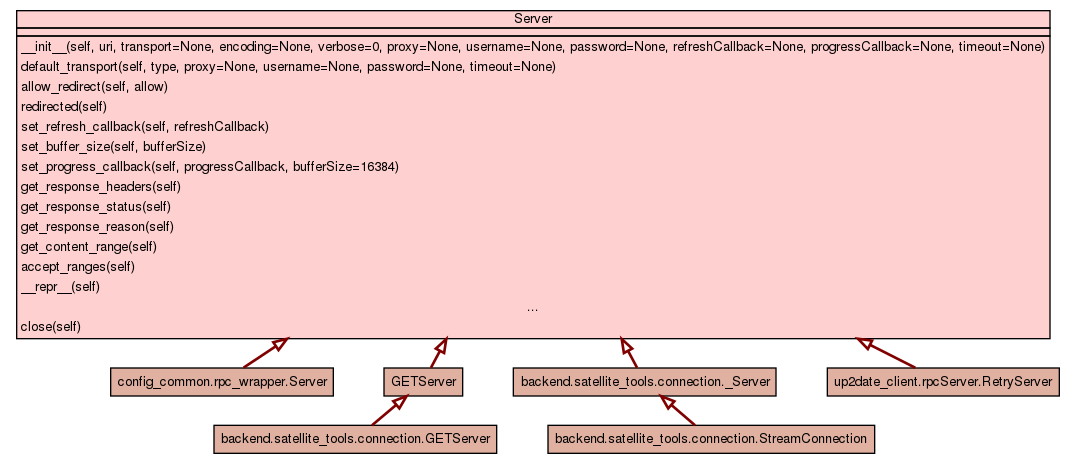 Server
__init__(self, uri, transport=None, encoding=None, verbose=0, proxy=None, username=None, password=None, refreshCallback=None, progressCallback=None, timeout=None)
default_transport(self, type, proxy=None, username=None, password=None, timeout=None)
allow_redirect(self, allow)
redirected(self)
set_refresh_callback(self, refreshCallback)
set_buffer_size(self, bufferSize)
set_progress_callback(self, progressCallback, bufferSize=16384)
get_response_headers(self)
get_response_status(self)
get_response_reason(self)
get_content_range(self)
accept_ranges(self)
__repr__(self)
...
close(self)
config_common.rpc_wrapper.Server
GETServer
backend.satellite_tools.connection._Server
up2date_client.rpcServer.RetryServer
backend.satellite_tools.connection.GETServer
backend.satellite_tools.connection.StreamConnection